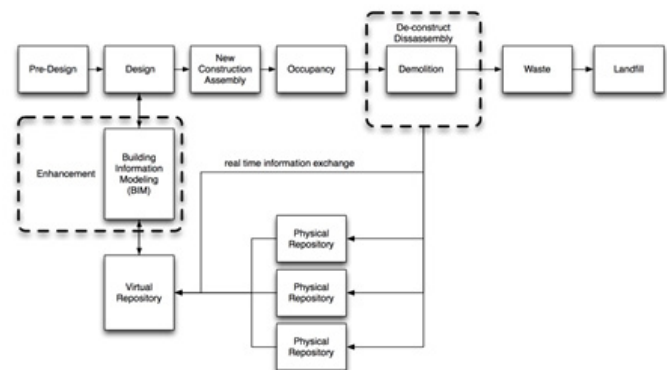 De-construct
Dissassembly
Pre-Design
Design
New
Construction
Assembly
Occupancy
Demolition
Waste
Landfill
Enhancement
Building
Information
Modeling
(BIM)
real time information exchange
Physical
Repository
Virtual
Repository
Physical
Repository
Physical
Repository